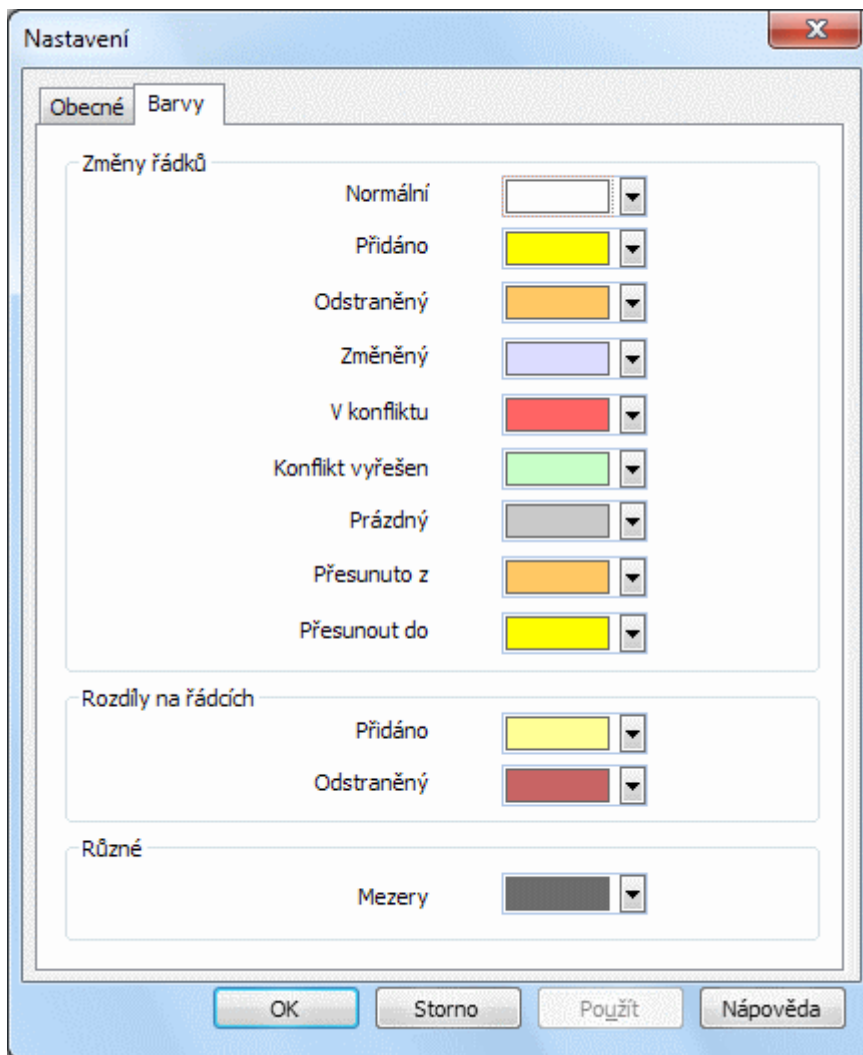 Nastavení
Obecné Barvy
Změny řádků
Normální
Přidáno
Odstraněný
Změněný
V konfliktu
Konflikt vyřešen
Prázdný
Přesunuto z
Přesunout do
Rozdíly na řádcích
Přidáno
Odstraněný
Různé
Mezery
OK Storno Použít Nápověda